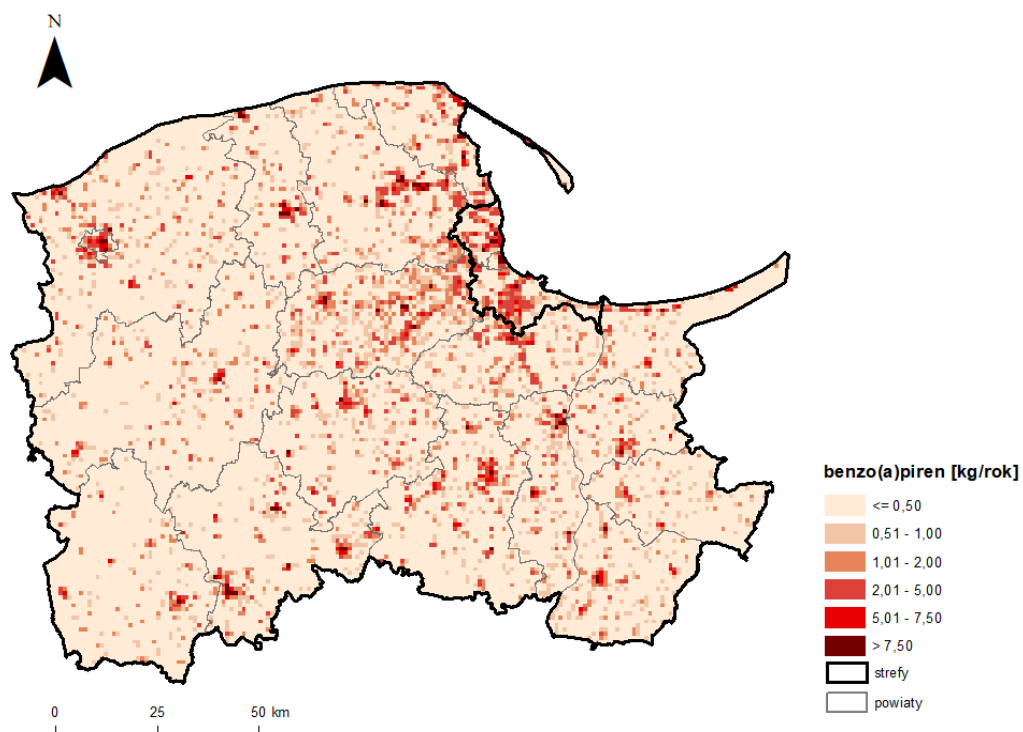 N
benzo(a)piren [kg/rok]
<= 0,50
0,51 - 1,00
1,01 - 2,00
2,01 - 5,00
5,01 - 7,50
> 7,50
strefy
powiaty
0 25 50 km